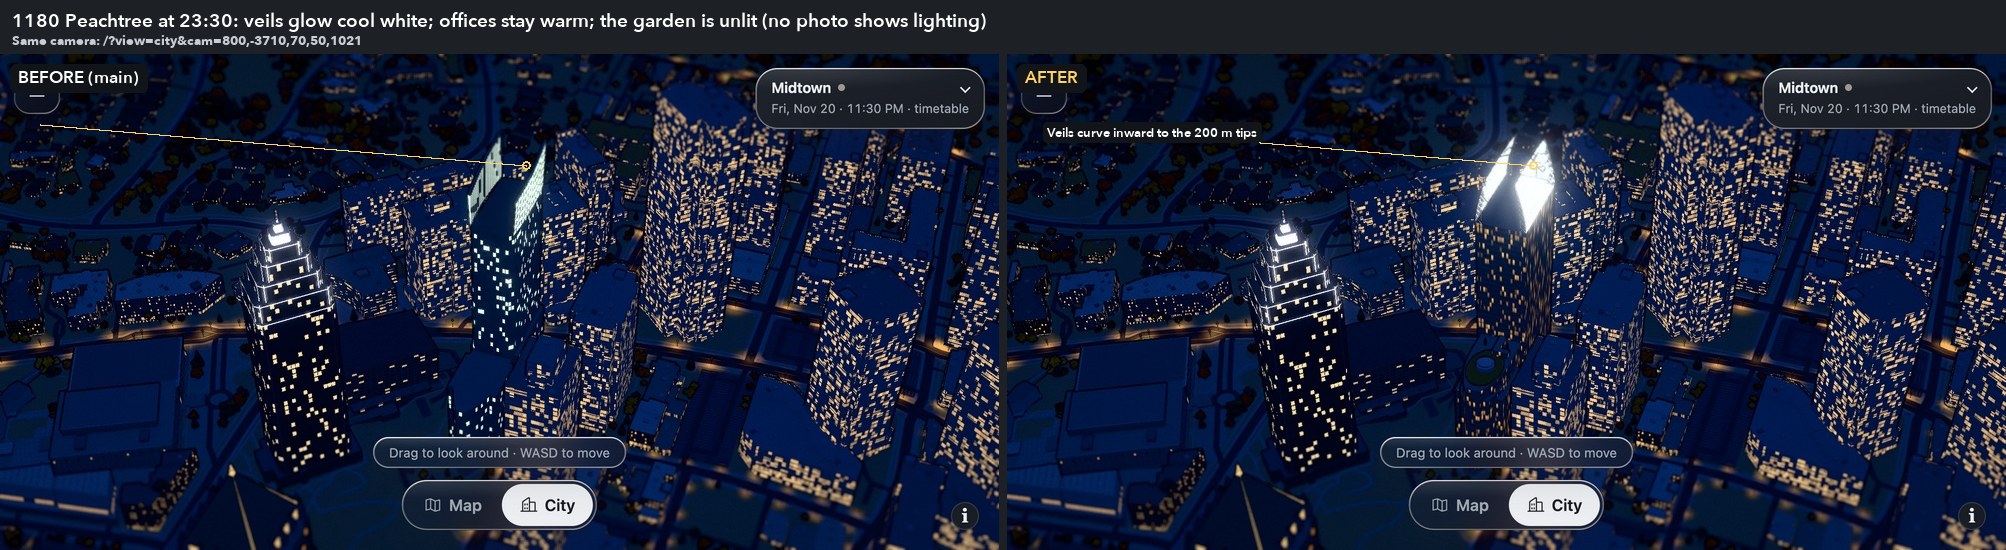 1180 Peachtree at 23:30: veils glow cool white; offices stay warm; the garden is unlit (no photo shows lighting)
Same camera: /?view=city&cam=800,-3710,70,50,1021
BEFORE (main)
Midtown
Fri, Nov 20 · 11:30 PM · timetable
Drag to look around · WASD to move
Map
City
i
AFTER
Midtown
Fri, Nov 20 · 11:30 PM · timetable
Veils curve inward to the 200 m tips
Drag to look around · WASD to move
Map
City
i